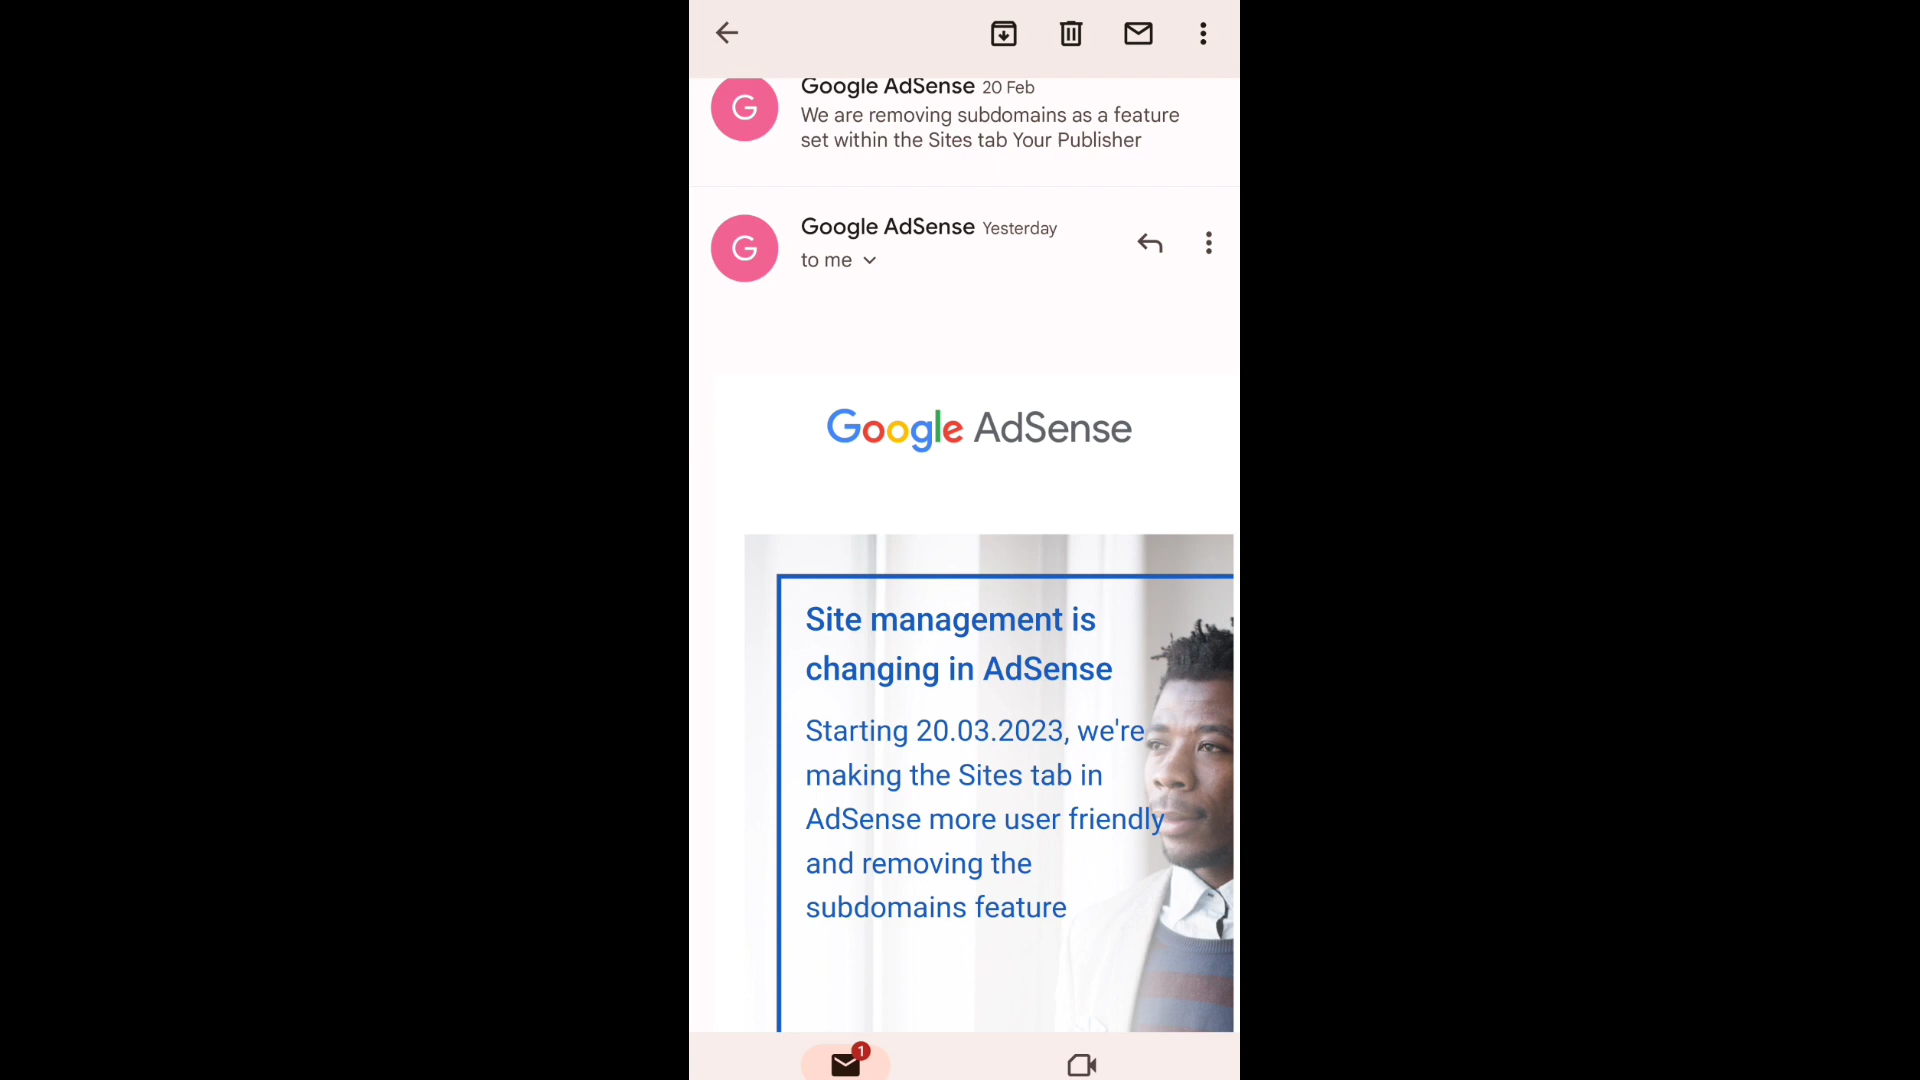 Google AdSense 20 Feb
G
We are removing subdomains as a feature
set within the Sites tab Your Publisher
Google AdSense Yesterday
G
to me
Google AdSense
Site management is
changing in AdSense
Starting 20.03.2023, we're
making the Sites tab in
AdSense more user friendly
and removing the
subdomains feature
1